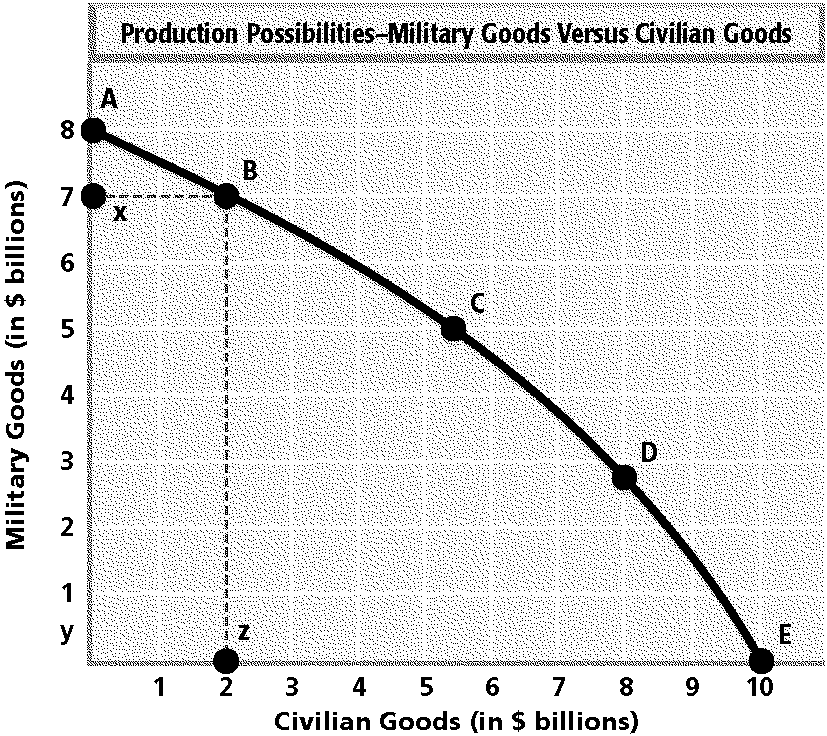 Production Possibilities–Military Goods Versus Civilian Goods
A
8
B
7
x
6
C
5
4
D
3
2
1
y
z
E
1 2 3 4 5 6 7 8 9 10
Civilian Goods (in $ billions)
Military Goods (in $ billions)